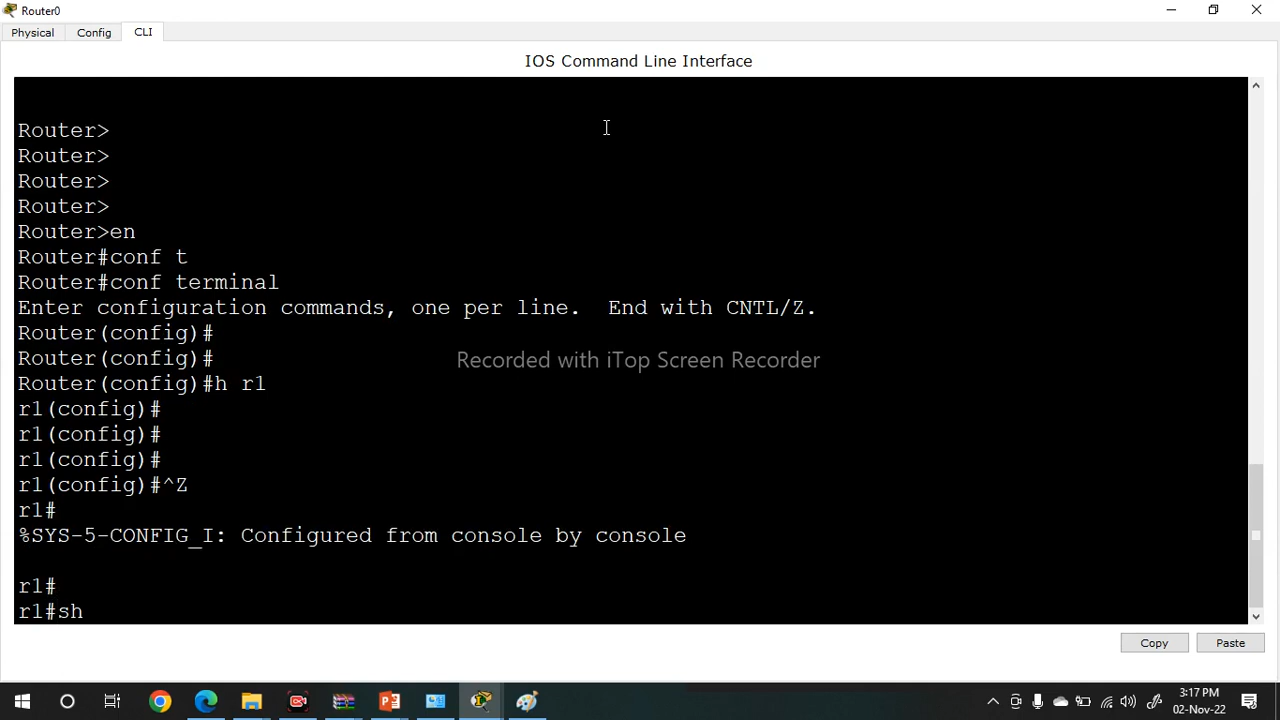 Router0
Physical Config CLI
IOS Command Line Interface
Router>
Router>
Router>
Router>
Router>en
Router#conf t
Router#conf terminal
Enter configuration commands, one per line.  End with CNTL/Z.
Router(config)#
Router(config)#
Recorded with iTop Screen Recorder
Router(config)#h r1
r1(config)#
r1(config)#
r1(config)#
r1(config)#^Z
r1#
%SYS-5-CONFIG_I: Configured from console by console
r1#
r1#sh
Copy Paste
3:17 PM
02-Nov-22